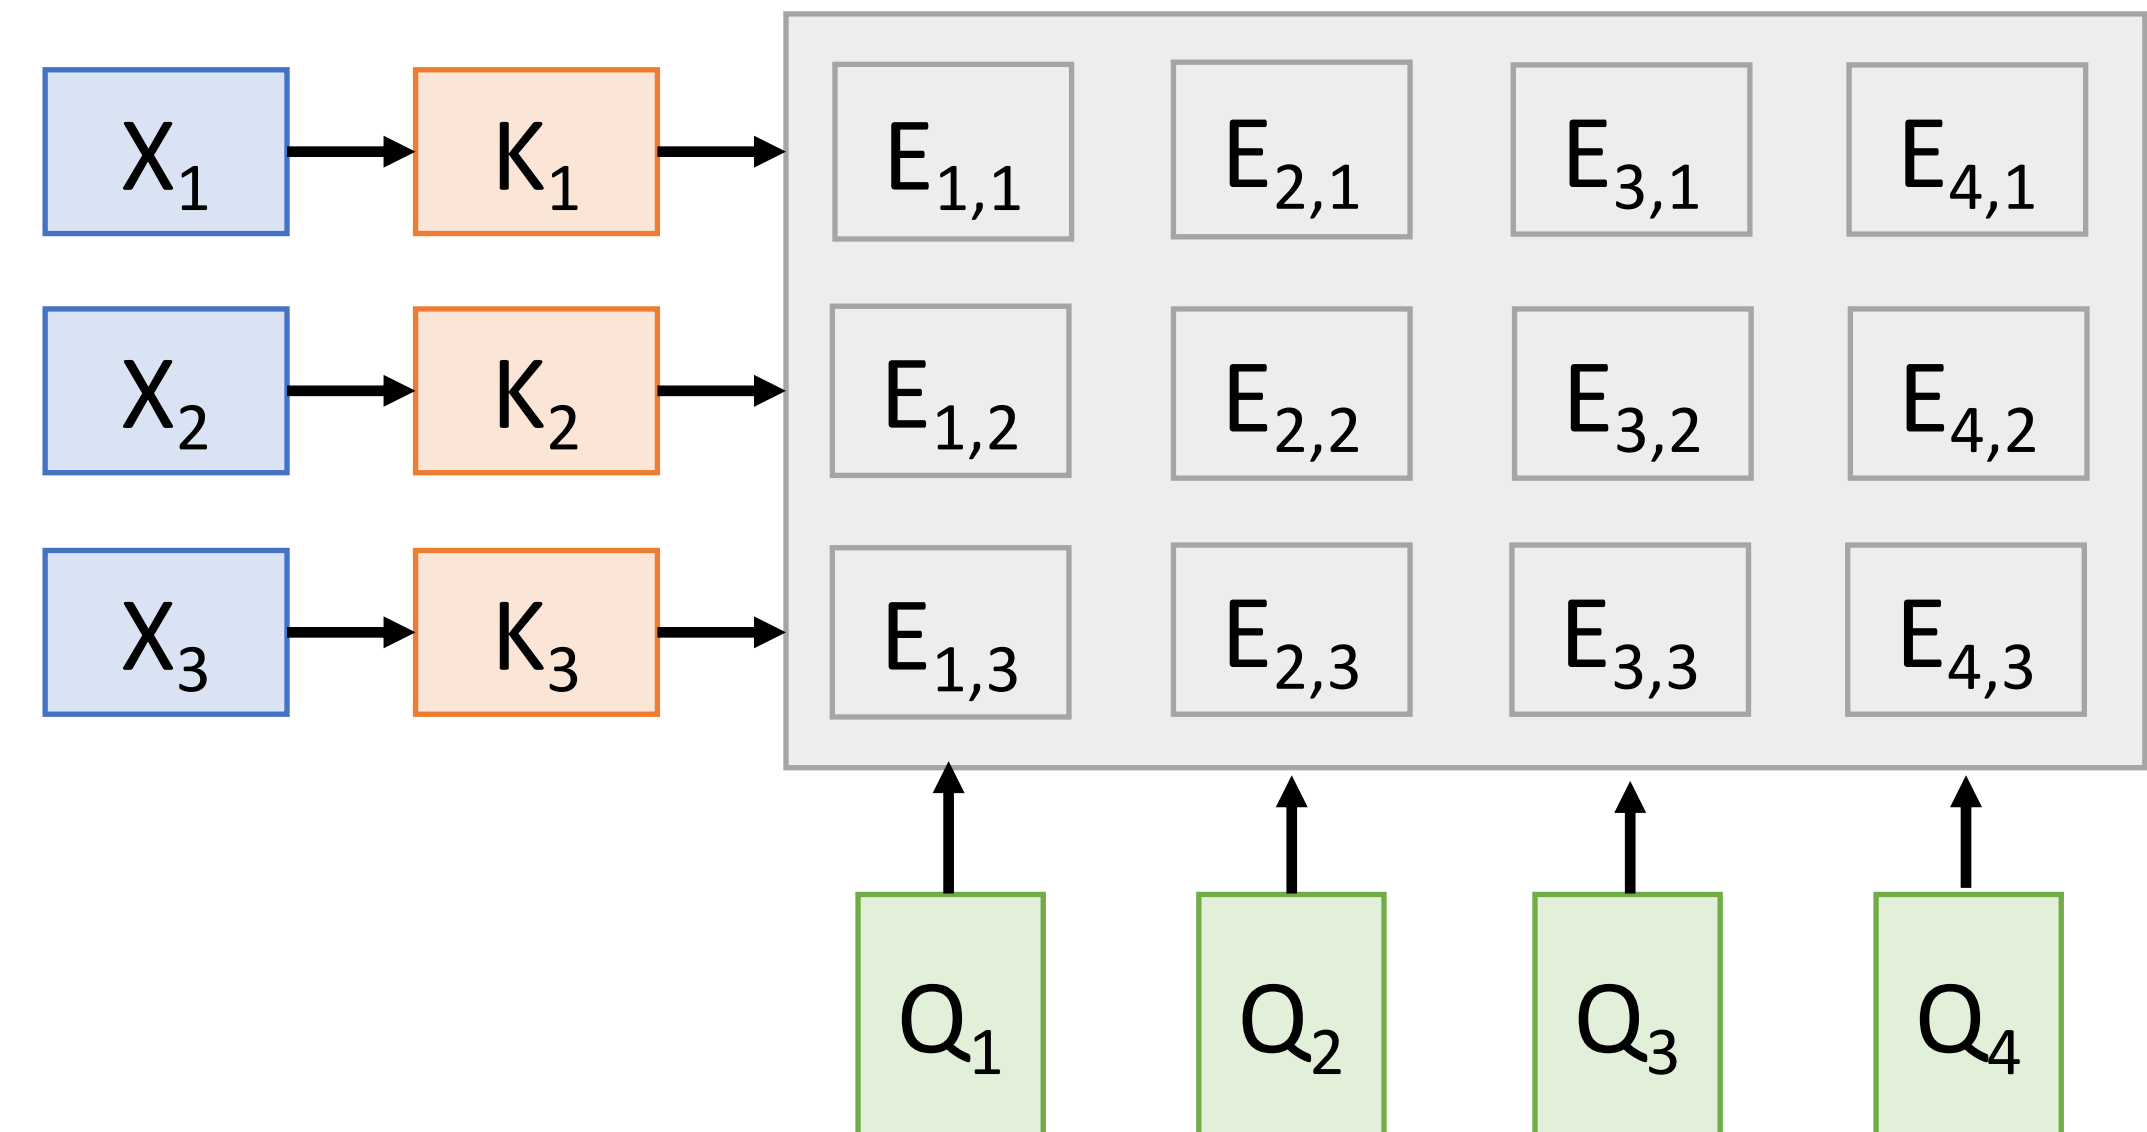 X1 K1 E1,1 E2,1 E3,1 E4,1
X2 K2 E1,2 E2,2 E3,2 E4,2
X3 K3 E1,3 E2,3 E3,3 E4,3
Q1 Q2 Q3 Q4